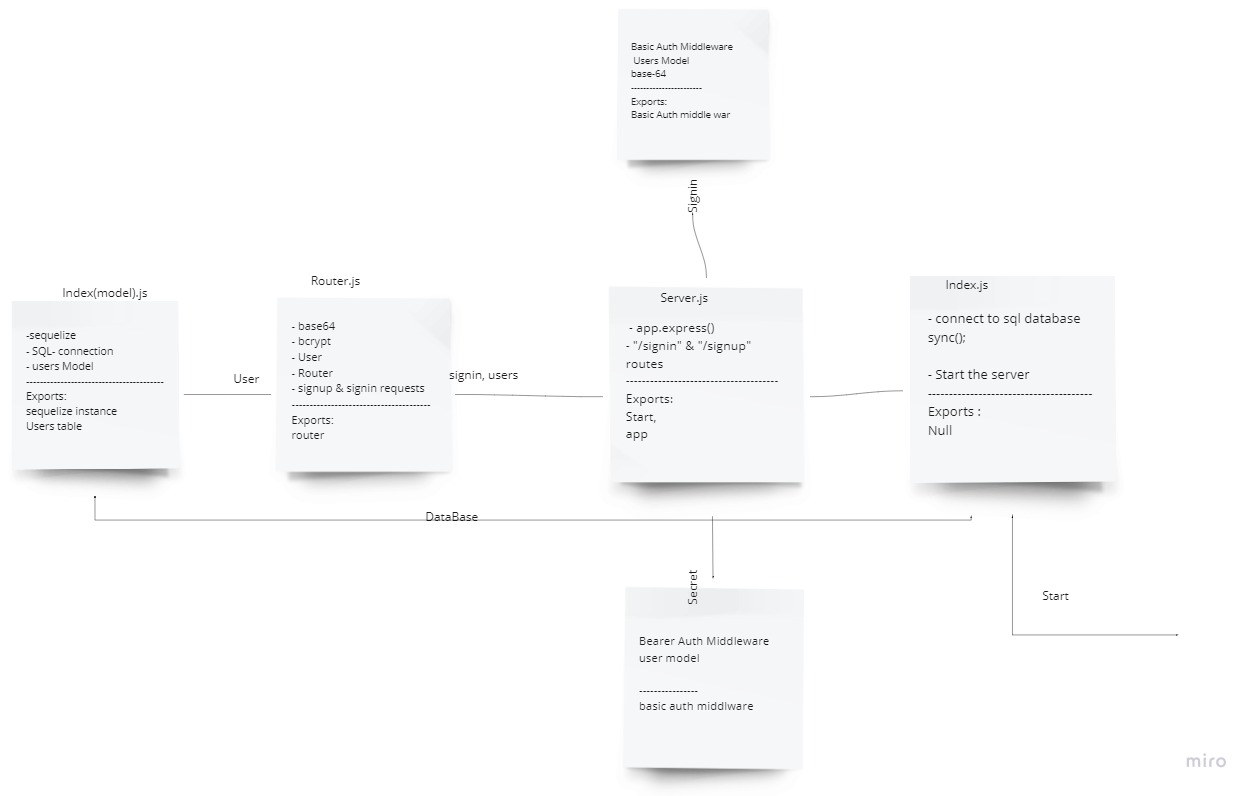 Basic Auth Middleware
Users Model
base-64
-----------------------
Exports:
Basic Auth middle war
-Signin
Index(model).js
-sequelize
- SQL- connection
- users Model
---------------------------------------
Exports:
sequelize instance
Users table
User
Router.js
- base64
- bcrypt
- User
- Router
- signup & signin requests
---------------------------------------
Exports:
router
signin, users
Server.js
- app.express()
- "/signin" & "/signup"
routes
---------------------------------------
Exports:
Start,
app
Index.js
- connect to sql database
sync();
- Start the server
---------------------------------------
Exports :
Null
DataBase
Secret
Bearer Auth Middleware
user model
----------------
basic auth middlware
Start
miro